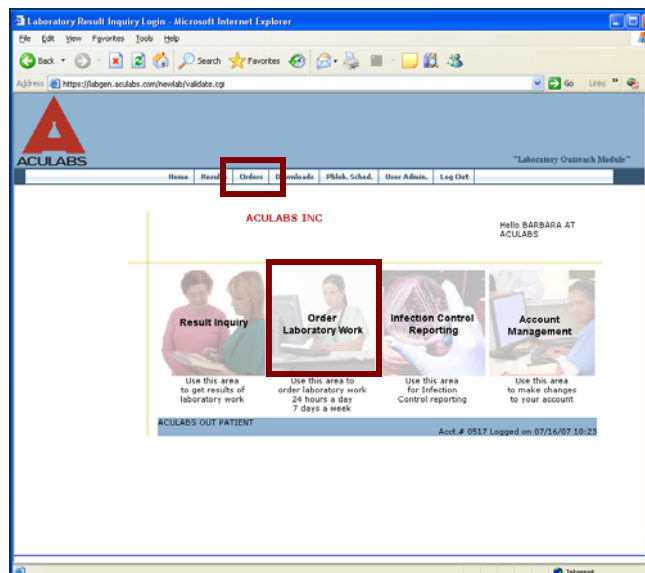 Laboratory Result Inquiry Login - Microsoft Internet Explorer
File Edit View Favorites Tools Help
Back Search Favorites
Address https://labgen.aculabs.com/newlab/validate.cgi Go Links »
ACULABS
"Laboratory Outreach Module"
Home Results Orders Downloads Phleb. Sched. User Admin. Log Out
ACULABS INC
Hello BARBARA AT
ACULABS
Result Inquiry
Order
Laboratory Work
Infection Control
Reporting
Account
Management
Use this area
to get results of
laboratory work
Use this area to
order laboratory work
24 hours a day
7 days a week
Use this area
for Infection
Control reporting
Use this area
to make changes
to your account
ACULABS OUT PATIENT
Acct.# 0517 Logged on 07/16/07 10:23
Internet